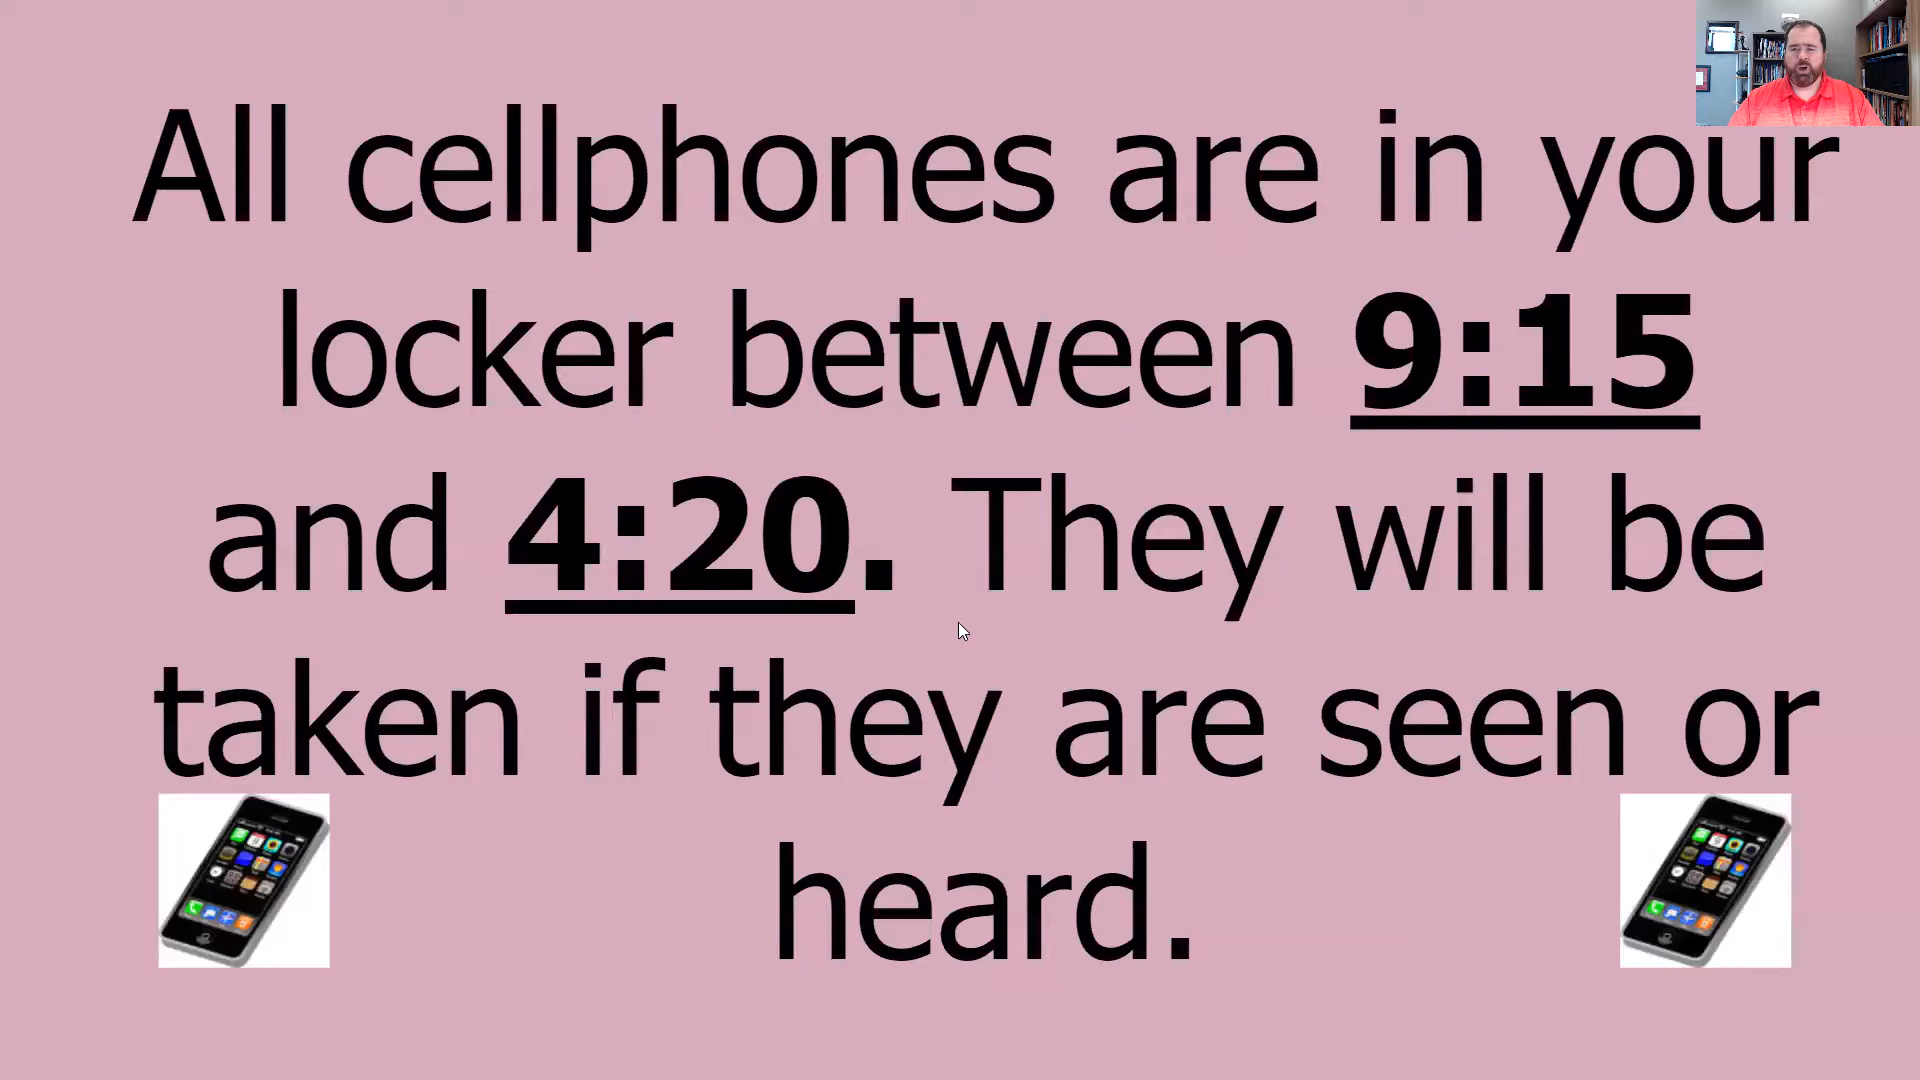 All cellphones are in your
locker between 9:15
and 4:20. They will be
taken if they are seen or
heard.